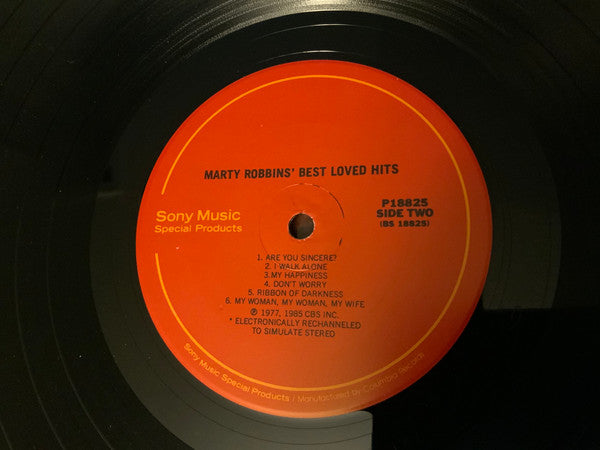 MARTY ROBBINS' BEST LOVED HITS
Sony Music
Special Products
P18825
SIDE TWO
(BS 18825)
1. ARE YOU SINCERE?
2. I WALK ALONE
3. MY HAPPINESS
4. DON'T WORRY
5. RIBBON OF DARKNESS
6. MY WOMAN, MY WOMAN, MY WIFE
℗ 1977, 1985 CBS INC.
* ELECTRONICALLY RECHANNELED
TO SIMULATE STEREO
Sony Music Special Products / Manufactured by Columbia Records